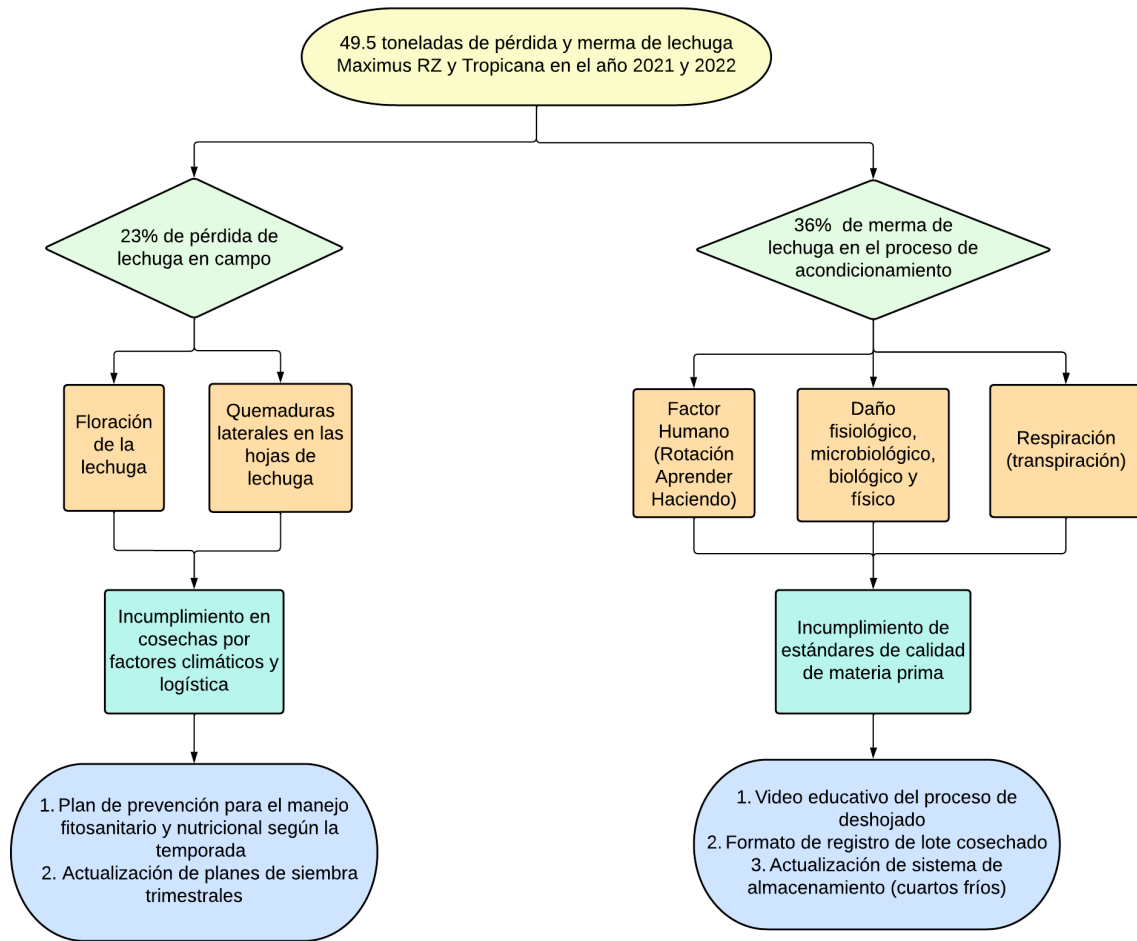 49.5 toneladas de pérdida y merma de lechuga
Maximus RZ y Tropicana en el año 2021 y 2022
23% de pérdida de
lechuga en campo
36% de merma de
lechuga en el proceso de
acondicionamiento
Floración
de la
lechuga
Quemaduras
laterales en las
hojas de
lechuga
Factor
Humano
(Rotación
Aprender
Haciendo)
Daño
fisiológico,
microbiológico,
biológico y
físico
Respiración
(transpiración)
Incumplimiento en
cosechas por
factores climáticos y
logística
Incumplimiento de
estándares de calidad
de materia prima
1. Plan de prevención para el manejo
fitosanitario y nutricional según la
temporada
2. Actualización de planes de siembra
trimestrales
1. Video educativo del proceso de
deshojado
2. Formato de registro de lote cosechado
3. Actualización de sistema de
almacenamiento (cuartos fríos)